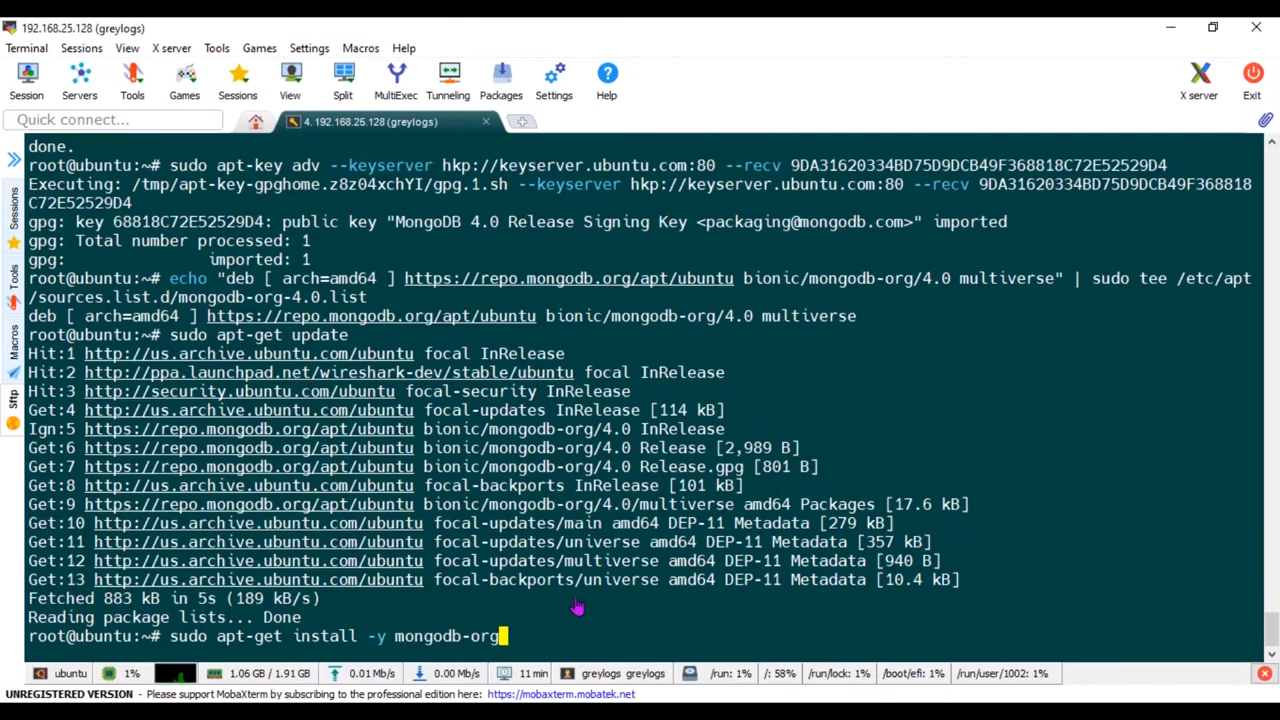 192.168.25.128 (greylogs)
Terminal Sessions View X server Tools Games Settings Macros Help
Session Servers Tools Games Sessions View Split MultiExec Tunneling Packages Settings Help X server Exit
Quick connect... 4. 192.168.25.128 (greylogs)
done.
root@ubuntu:~# sudo apt-key adv --keyserver hkp://keyserver.ubuntu.com:80 --recv 9DA31620334BD75D9DCB49F368818C72E52529D4
Executing: /tmp/apt-key-gpghome.z8z04xchYI/gpg.1.sh --keyserver hkp://keyserver.ubuntu.com:80 --recv 9DA31620334BD75D9DCB49F368818
C72E52529D4
gpg: key 68818C72E52529D4: public key "MongoDB 4.0 Release Signing Key <packaging@mongodb.com>" imported
gpg: Total number processed: 1
gpg: imported: 1
root@ubuntu:~# echo "deb [ arch=amd64 ] https://repo.mongodb.org/apt/ubuntu bionic/mongodb-org/4.0 multiverse" | sudo tee /etc/apt
/sources.list.d/mongodb-org-4.0.list
deb [ arch=amd64 ] https://repo.mongodb.org/apt/ubuntu bionic/mongodb-org/4.0 multiverse
root@ubuntu:~# sudo apt-get update
Hit:1 http://us.archive.ubuntu.com/ubuntu focal InRelease
Hit:2 http://ppa.launchpad.net/wireshark-dev/stable/ubuntu focal InRelease
Hit:3 http://security.ubuntu.com/ubuntu focal-security InRelease
Get:4 http://us.archive.ubuntu.com/ubuntu focal-updates InRelease [114 kB]
Ign:5 https://repo.mongodb.org/apt/ubuntu bionic/mongodb-org/4.0 InRelease
Get:6 https://repo.mongodb.org/apt/ubuntu bionic/mongodb-org/4.0 Release [2,989 B]
Get:7 https://repo.mongodb.org/apt/ubuntu bionic/mongodb-org/4.0 Release.gpg [801 B]
Get:8 http://us.archive.ubuntu.com/ubuntu focal-backports InRelease [101 kB]
Get:9 https://repo.mongodb.org/apt/ubuntu bionic/mongodb-org/4.0/multiverse amd64 Packages [17.6 kB]
Get:10 http://us.archive.ubuntu.com/ubuntu focal-updates/main amd64 DEP-11 Metadata [279 kB]
Get:11 http://us.archive.ubuntu.com/ubuntu focal-updates/universe amd64 DEP-11 Metadata [357 kB]
Get:12 http://us.archive.ubuntu.com/ubuntu focal-updates/multiverse amd64 DEP-11 Metadata [940 B]
Get:13 http://us.archive.ubuntu.com/ubuntu focal-backports/universe amd64 DEP-11 Metadata [10.4 kB]
Fetched 883 kB in 5s (189 kB/s)
Reading package lists... Done
root@ubuntu:~# sudo apt-get install -y mongodb-org
Sessions
Tools
Macros
Sftp
ubuntu 1% 1.06 GB / 1.91 GB 0.01 Mb/s 0.00 Mb/s 11 min greylogs greylogs /run: 1% /: 58% /run/lock: 1% /boot/efi: 1% /run/user/1002: 1%
UNREGISTERED VERSION - Please support MobaXterm by subscribing to the professional edition here: https://mobaxterm.mobatek.net